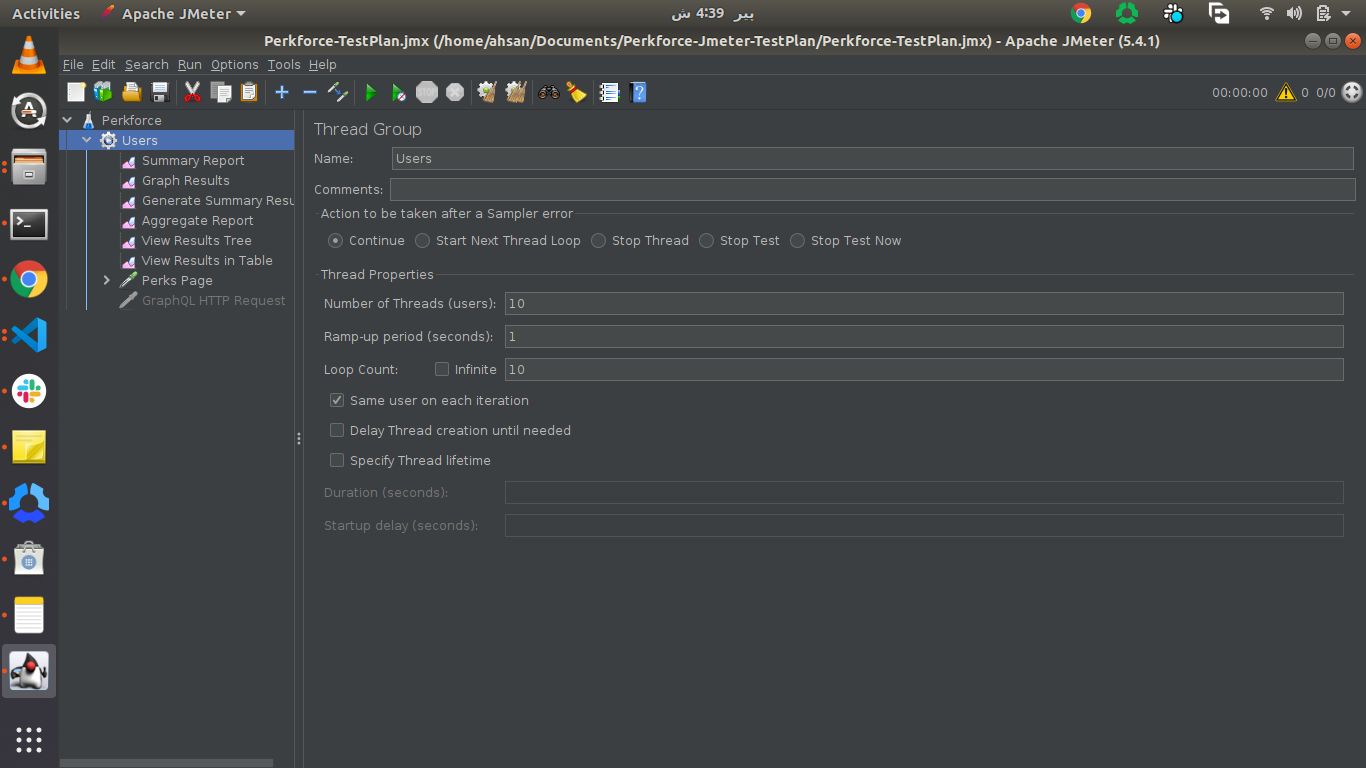 Activities
Apache JMeter
پیر 4:39 ش
Perkforce-TestPlan.jmx (/home/ahsan/Documents/Perkforce-Jmeter-TestPlan/Perkforce-TestPlan.jmx) - Apache JMeter (5.4.1)
File Edit Search Run Options Tools Help
STOP
00:00:00 0 0/0
Perkforce
Users
Summary Report
Graph Results
Generate Summary Resu
Aggregate Report
View Results Tree
View Results in Table
Perks Page
GraphQL HTTP Request
Thread Group
Name: Users
Comments:
Action to be taken after a Sampler error
Continue Start Next Thread Loop Stop Thread Stop Test Stop Test Now
Thread Properties
Number of Threads (users): 10
Ramp-up period (seconds): 1
Loop Count: Infinite 10
Same user on each iteration
Delay Thread creation until needed
Specify Thread lifetime
Duration (seconds):
Startup delay (seconds):